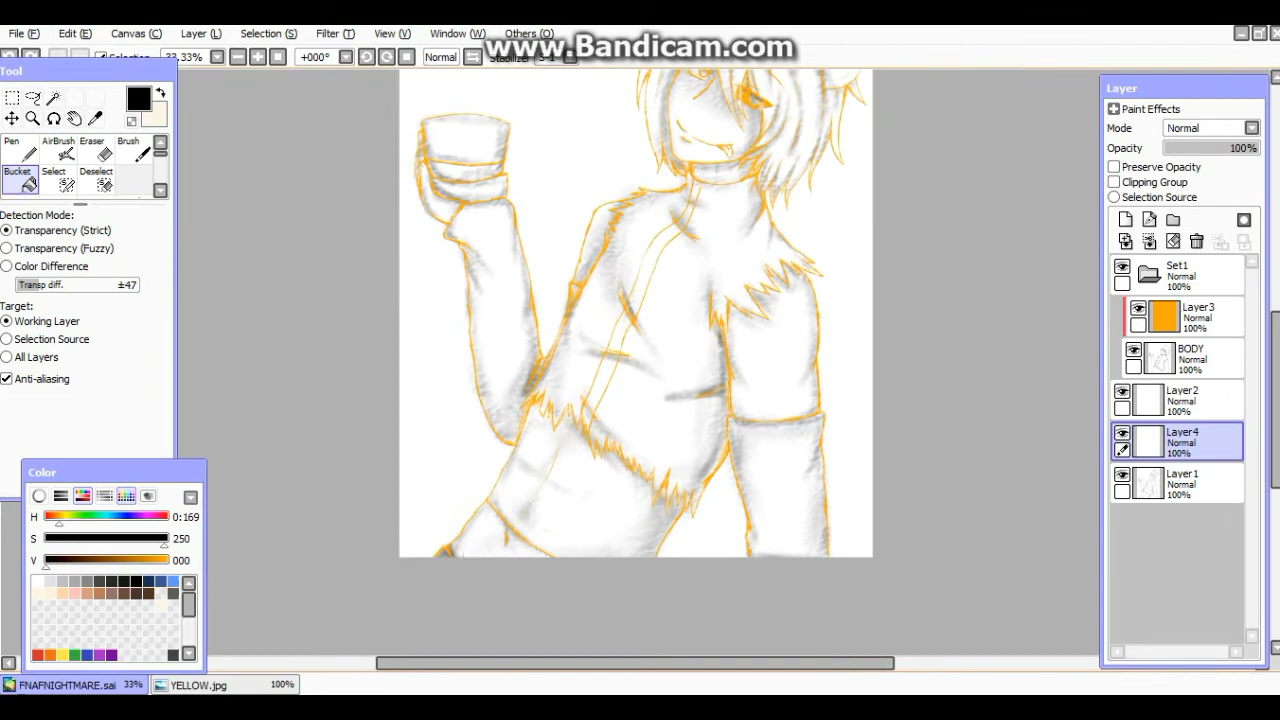 www.Bandicam.com
File (F) Edit (E) Canvas (C) Layer (L) Selection (S) Filter (T) View (V) Window (W) Others (O)
Selection 33.33% +000° Normal Stabilizer S-1
Tool
Pen AirBrush Eraser Brush
Bucket Select Deselect
Detection Mode:
Transparency (Strict)
Transparency (Fuzzy)
Color Difference
Transp diff. ±47
Target:
Working Layer
Selection Source
All Layers
Anti-aliasing
Color
H 0:169
S 250
V 000
Layer
Paint Effects
Mode Normal
Opacity 100%
Preserve Opacity
Clipping Group
Selection Source
Set1
Normal
100%
Layer3
Normal
100%
BODY
Normal
100%
Layer2
Normal
100%
Layer4
Normal
100%
Layer1
Normal
100%
FNAFNIGHTMARE.sai 33% YELLOW.jpg 100%